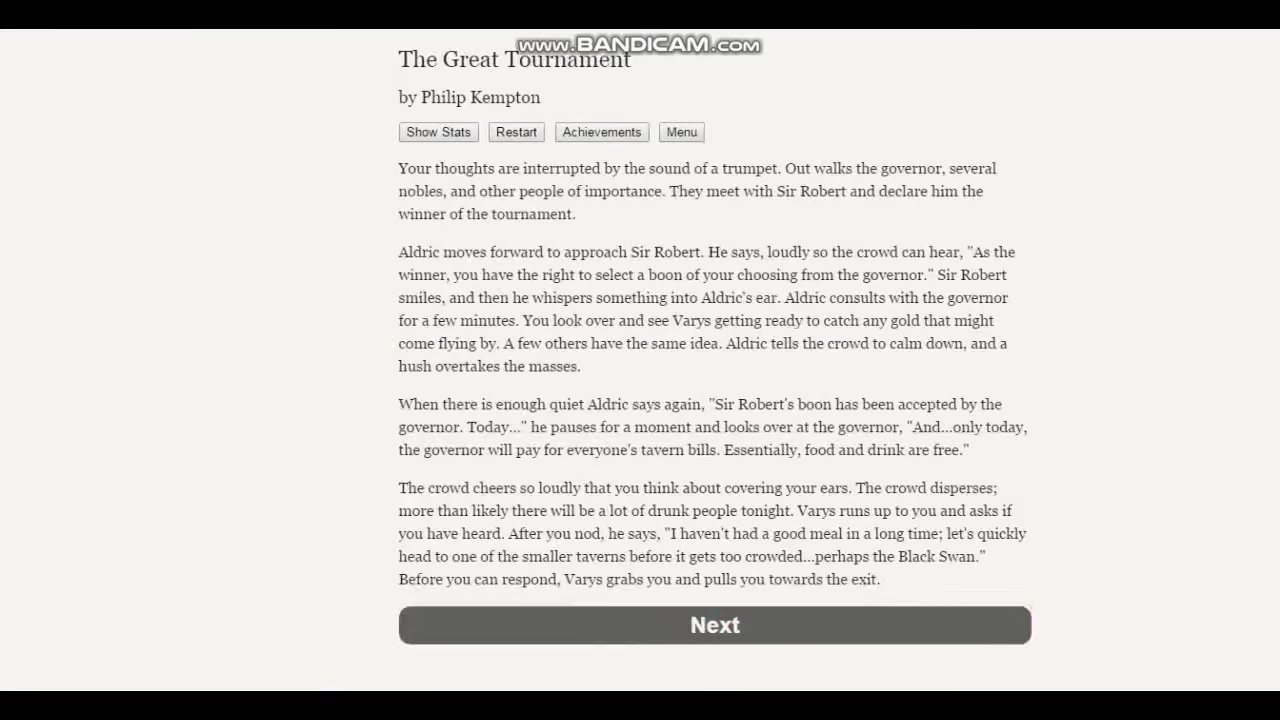 www.BANDICAM.com
The Great Tournament
by Philip Kempton
Show Stats Restart Achievements Menu
Your thoughts are interrupted by the sound of a trumpet. Out walks the governor, several
nobles, and other people of importance. They meet with Sir Robert and declare him the
winner of the tournament.
Aldric moves forward to approach Sir Robert. He says, loudly so the crowd can hear, "As the
winner, you have the right to select a boon of your choosing from the governor." Sir Robert
smiles, and then he whispers something into Aldric's ear. Aldric consults with the governor
for a few minutes. You look over and see Varys getting ready to catch any gold that might
come flying by. A few others have the same idea. Aldric tells the crowd to calm down, and a
hush overtakes the masses.
When there is enough quiet Aldric says again, "Sir Robert's boon has been accepted by the
governor. Today..." he pauses for a moment and looks over at the governor, "And...only today,
the governor will pay for everyone's tavern bills. Essentially, food and drink are free."
The crowd cheers so loudly that you think about covering your ears. The crowd disperses;
more than likely there will be a lot of drunk people tonight. Varys runs up to you and asks if
you have heard. After you nod, he says, "I haven't had a good meal in a long time; let's quickly
head to one of the smaller taverns before it gets too crowded...perhaps the Black Swan."
Before you can respond, Varys grabs you and pulls you towards the exit.
Next